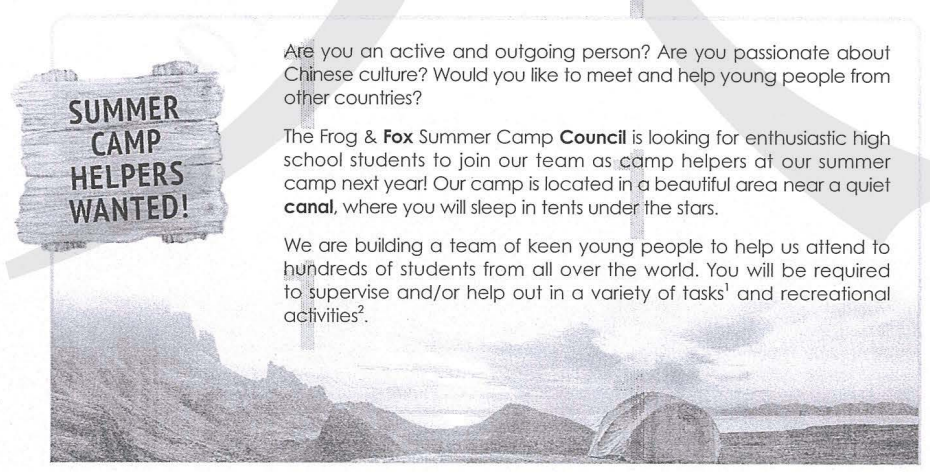 SUMMER
CAMP
HELPERS
WANTED!
Are you an active and outgoing person? Are you passionate about
Chinese culture? Would you like to meet and help young people from
other countries?
The Frog & Fox Summer Camp Council is looking for enthusiastic high
school students to join our team as camp helpers at our summer
camp next year! Our camp is located in a beautiful area near a quiet
canal, where you will sleep in tents under the stars.
We are building a team of keen young people to help us attend to
hundreds of students from all over the world. You will be required
to supervise and/or help out in a variety of tasks¹ and recreational
activities².